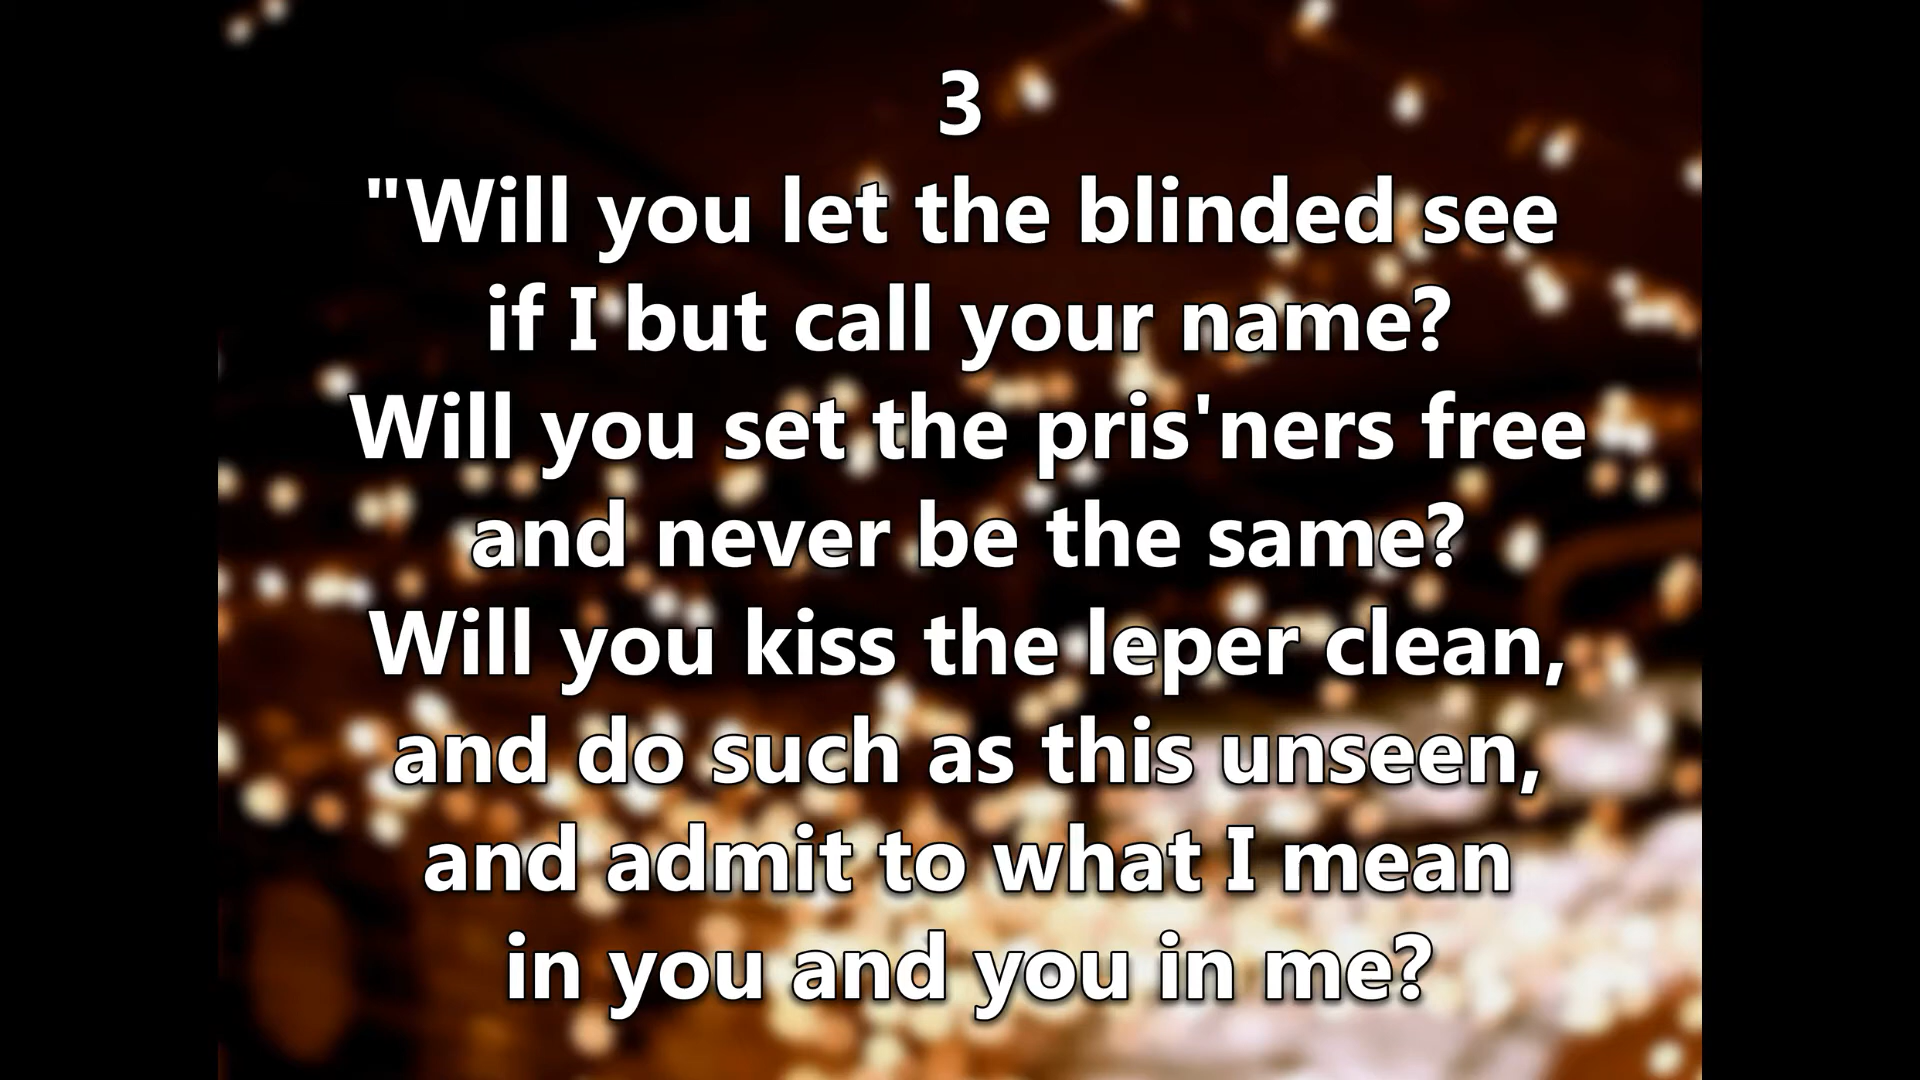 3
"Will you let the blinded see
if I but call your name?
Will you set the pris'ners free
and never be the same?
Will you kiss the leper clean,
and do such as this unseen,
and admit to what I mean
in you and you in me?